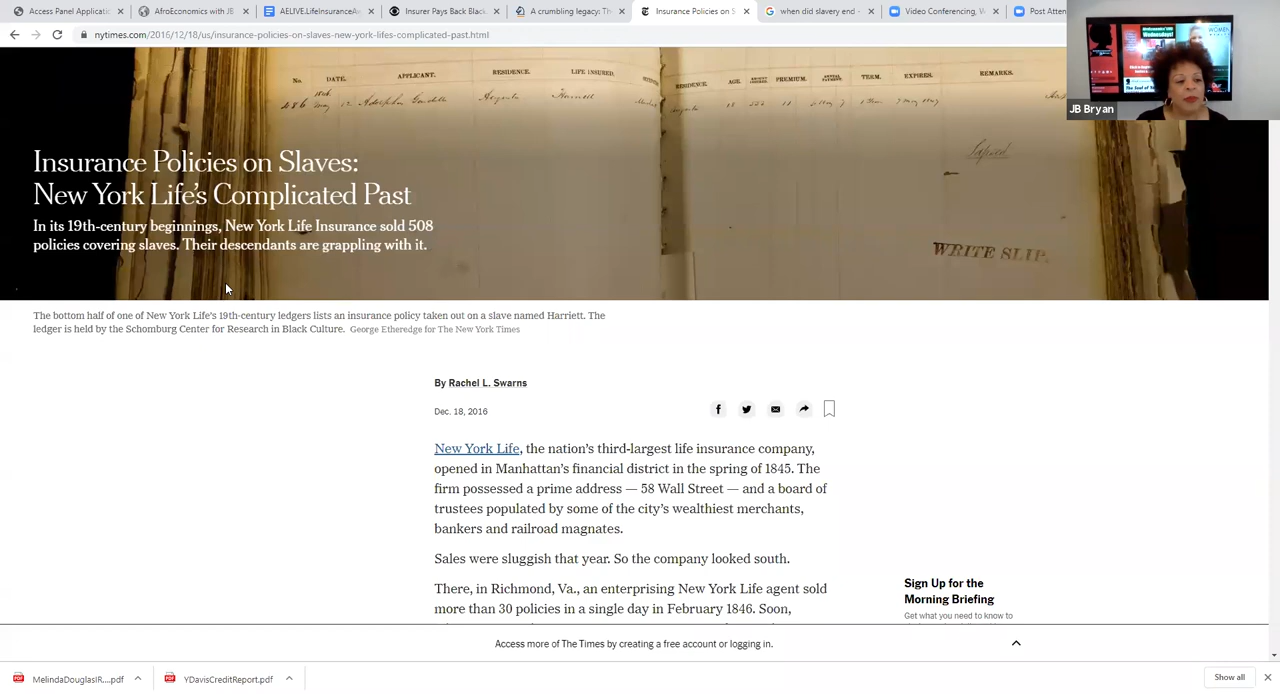 Access Panel Applicatio
AfroEconomics with JB
AELIVE.LifeInsuranceAw
Insurer Pays Back Black
A crumbling legacy: Th
Insurance Policies on S
when did slavery end -
Video Conferencing, W
Post Atten
nytimes.com/2016/12/18/us/insurance-policies-on-slaves-new-york-lifes-complicated-past.html
No. DATE. APPLICANT. RESIDENCE. LIFE INSURED. RESIDENCE. AGE. PREMIUM. TERM. EXPIRES. REMARKS.
486 May 12 Augusta
Lapsed
WRITE SLIP
JB Bryan
Insurance Policies on Slaves:
New York Life's Complicated Past
In its 19th-century beginnings, New York Life Insurance sold 508
policies covering slaves. Their descendants are grappling with it.
The bottom half of one of New York Life's 19th-century ledgers lists an insurance policy taken out on a slave named Harriett. The
ledger is held by the Schomburg Center for Research in Black Culture. George Etheredge for The New York Times
By Rachel L. Swarns
Dec. 18, 2016
New York Life, the nation's third-largest life insurance company,
opened in Manhattan's financial district in the spring of 1845. The
firm possessed a prime address — 58 Wall Street — and a board of
trustees populated by some of the city's wealthiest merchants,
bankers and railroad magnates.
Sales were sluggish that year. So the company looked south.
There, in Richmond, Va., an enterprising New York Life agent sold
more than 30 policies in a single day in February 1846. Soon,
Sign Up for the
Morning Briefing
Get what you need to know to
Access more of The Times by creating a free account or logging in.
MelindaDouglasIR....pdf
YDavisCreditReport.pdf
Show all